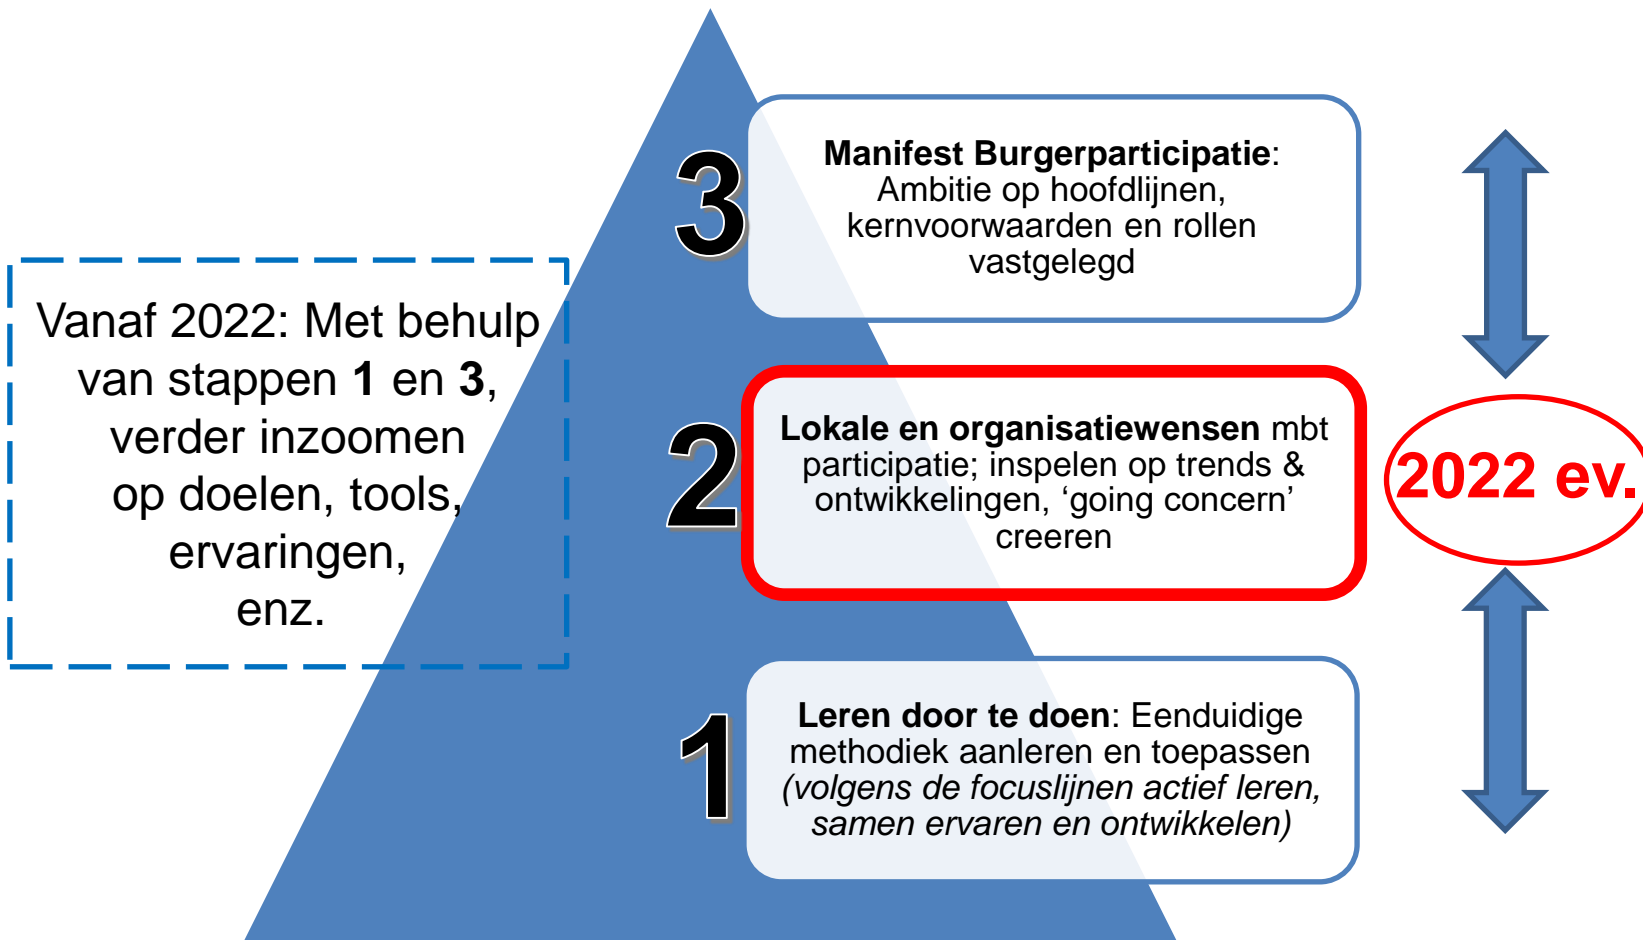 3
Manifest Burgerparticipatie:
Ambitie op hoofdlijnen,
kernvoorwaarden en rollen
vastgelegd
Vanaf 2022: Met behulp
van stappen 1 en 3,
verder inzoomen
op doelen, tools,
ervaringen,
enz.
2
Lokale en organisatiewensen mbt
participatie; inspelen op trends &
ontwikkelingen, ‘going concern’
creeren
2022 ev.
1
Leren door te doen: Eenduidige
methodiek aanleren en toepassen
(volgens de focuslijnen actief leren,
samen ervaren en ontwikkelen)